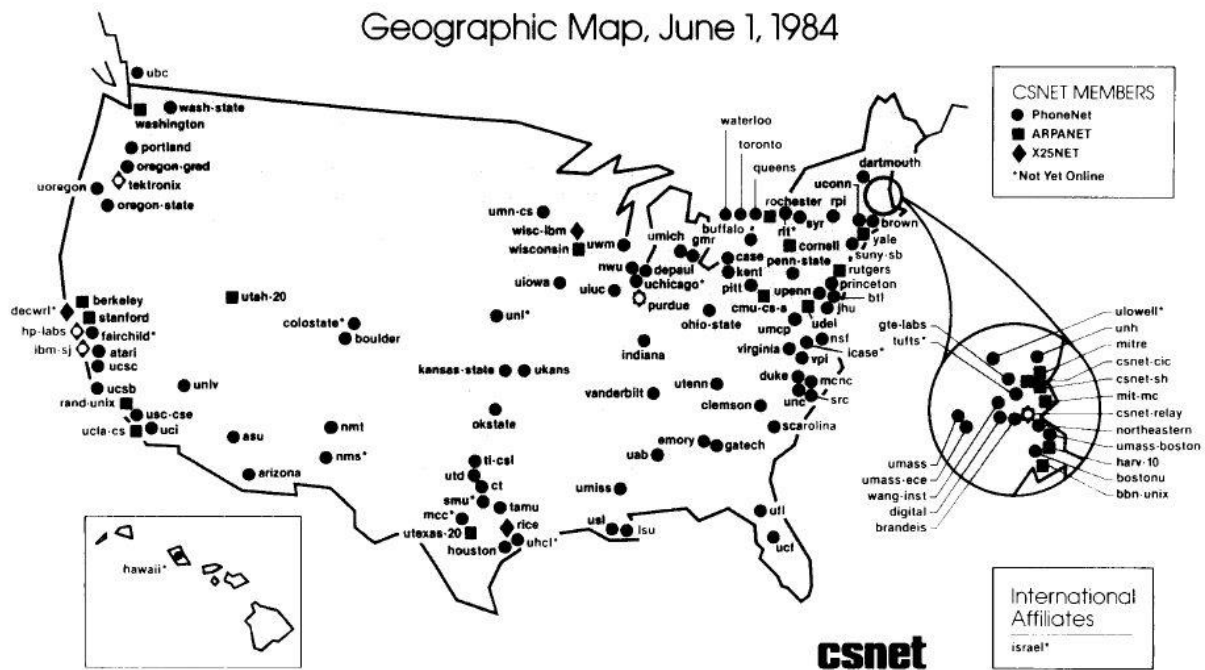 Geographic Map, June 1, 1984
CSNET MEMBERS
PhoneNet
ARPANET
X25NET
*Not Yet Online
ubc
wash-state
washington
portland
oregon-grad
tektronix
uoregon
oregon-state
berkeley
decwrl*
stanford
hp-labs
fairchild*
ibm-sj
atari
ucsc
ucsb
univ
rand-unix
usc-cse
ucla-cs
uci
utah-20
colostate*
boulder
asu
arizona
nmt
nms*
umn-cs
wisc-ibm
wisconsin
uwm
uiowa
nwu
depaul
uchicago*
uiuc
purdue
unl*
indiana
kansas-state
ukans
vanderbilt
okstate
ti-csl
utd
ct
smu*
tamu
mcc*
rice
utexas-20
uhcl*
houston
usl
lsu
umiss
uab
emory
gatech
utenn
clemson
scarolina
ufl
ucf
waterloo
toronto
queens
dartmouth
uconn
rochester
rpi
buffalo
rit*
syr
brown
umich
gmr
cornell
yale
case
penn-state
suny-sb
kent
rutgers
pitt
upenn
princeton
btl
cmu-cs-a
jhu
ohio-state
umcp
udel
nsf
virginia
icase*
vpi
duke
mcnc
unc
src
ulowell*
gte-labs
unh
tufts*
mitre
csnet-cic
csnet-sh
mit-mc
csnet-relay
northeastern
umass-boston
umass
harv-10
umass-ece
bostonu
wang-inst
bbn-unix
digital
brandeis
hawaii*
International
Affiliates
israel*
csnet